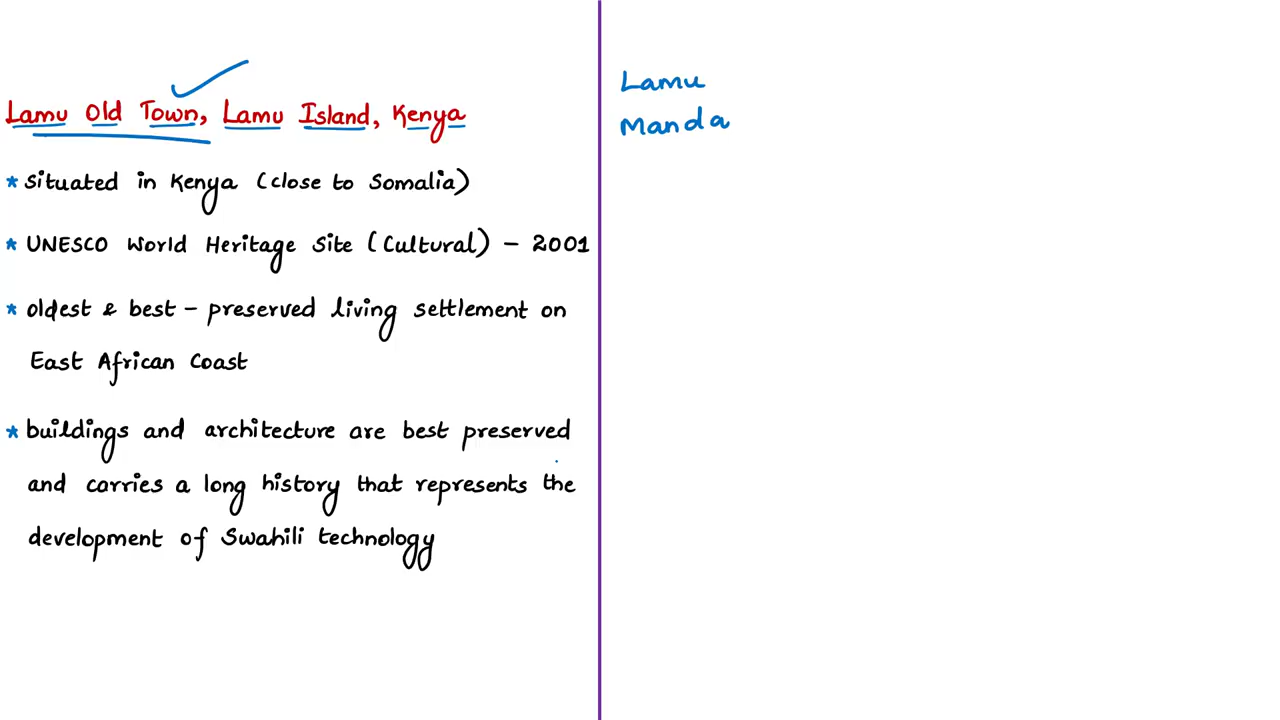 Lamu Old Town, Lamu Island, Kenya
* situated in Kenya (close to Somalia)
* UNESCO World Heritage Site (Cultural) - 2001
* oldest & best - preserved living settlement on
East African Coast
* buildings and architecture are best preserved
and carries a long history that represents the
development of Swahili technology
Lamu
Manda